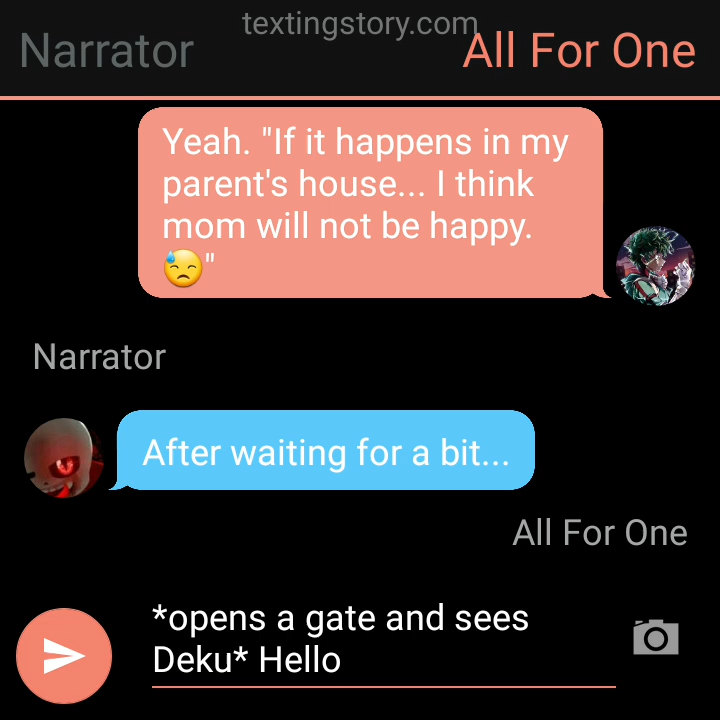 textingstory.com
Narrator
All For One
Yeah. "If it happens in my
parent's house... I think
mom will not be happy.
😓"
Narrator
After waiting for a bit...
All For One
*opens a gate and sees
Deku* Hello